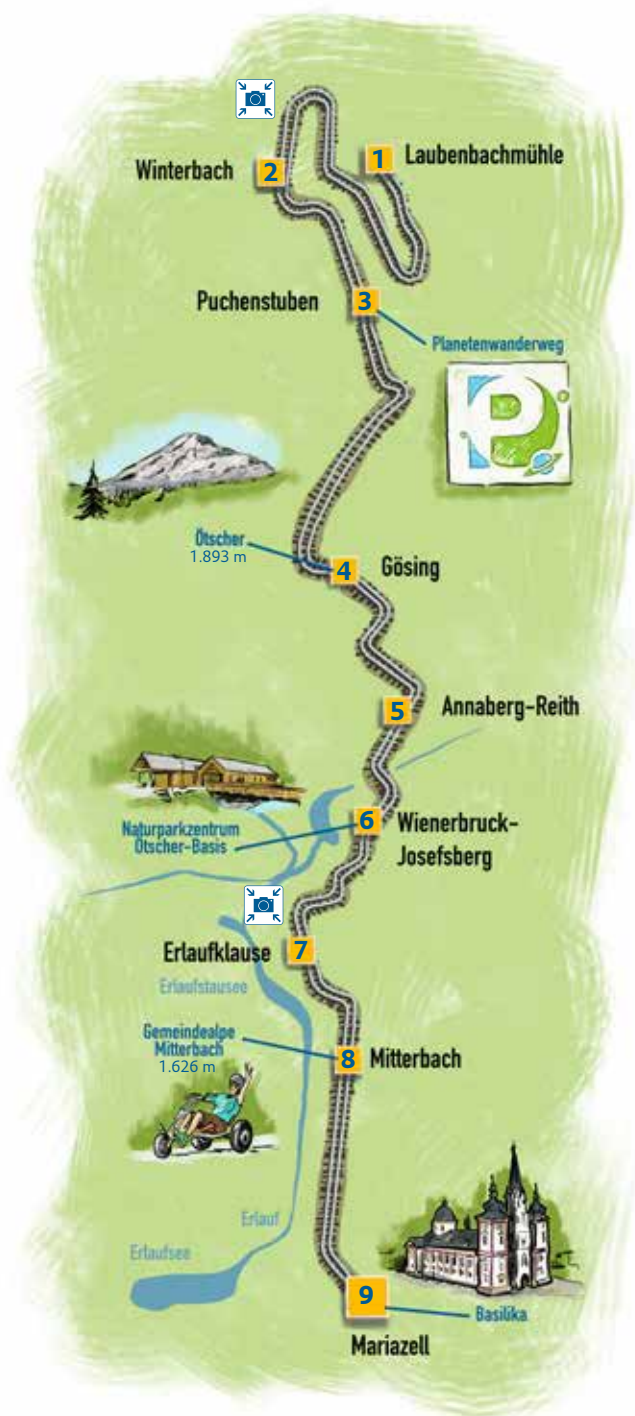 1
Laubenbachmühle
Winterbach
2
Puchenstuben
3
Planetenwanderweg
P
Ötscher
1.893 m
4
Gösing
5
Annaberg-Reith
Naturparkzentrum
Ötscher-Basis
6
Wienerbruck-
Josefsberg
Erlaufklause
7
Erlaufstausee
Gemeindealpe
Mitterbach
1.626 m
8
Mitterbach
Erlauf
Erlaufsee
9
Basilika
Mariazell